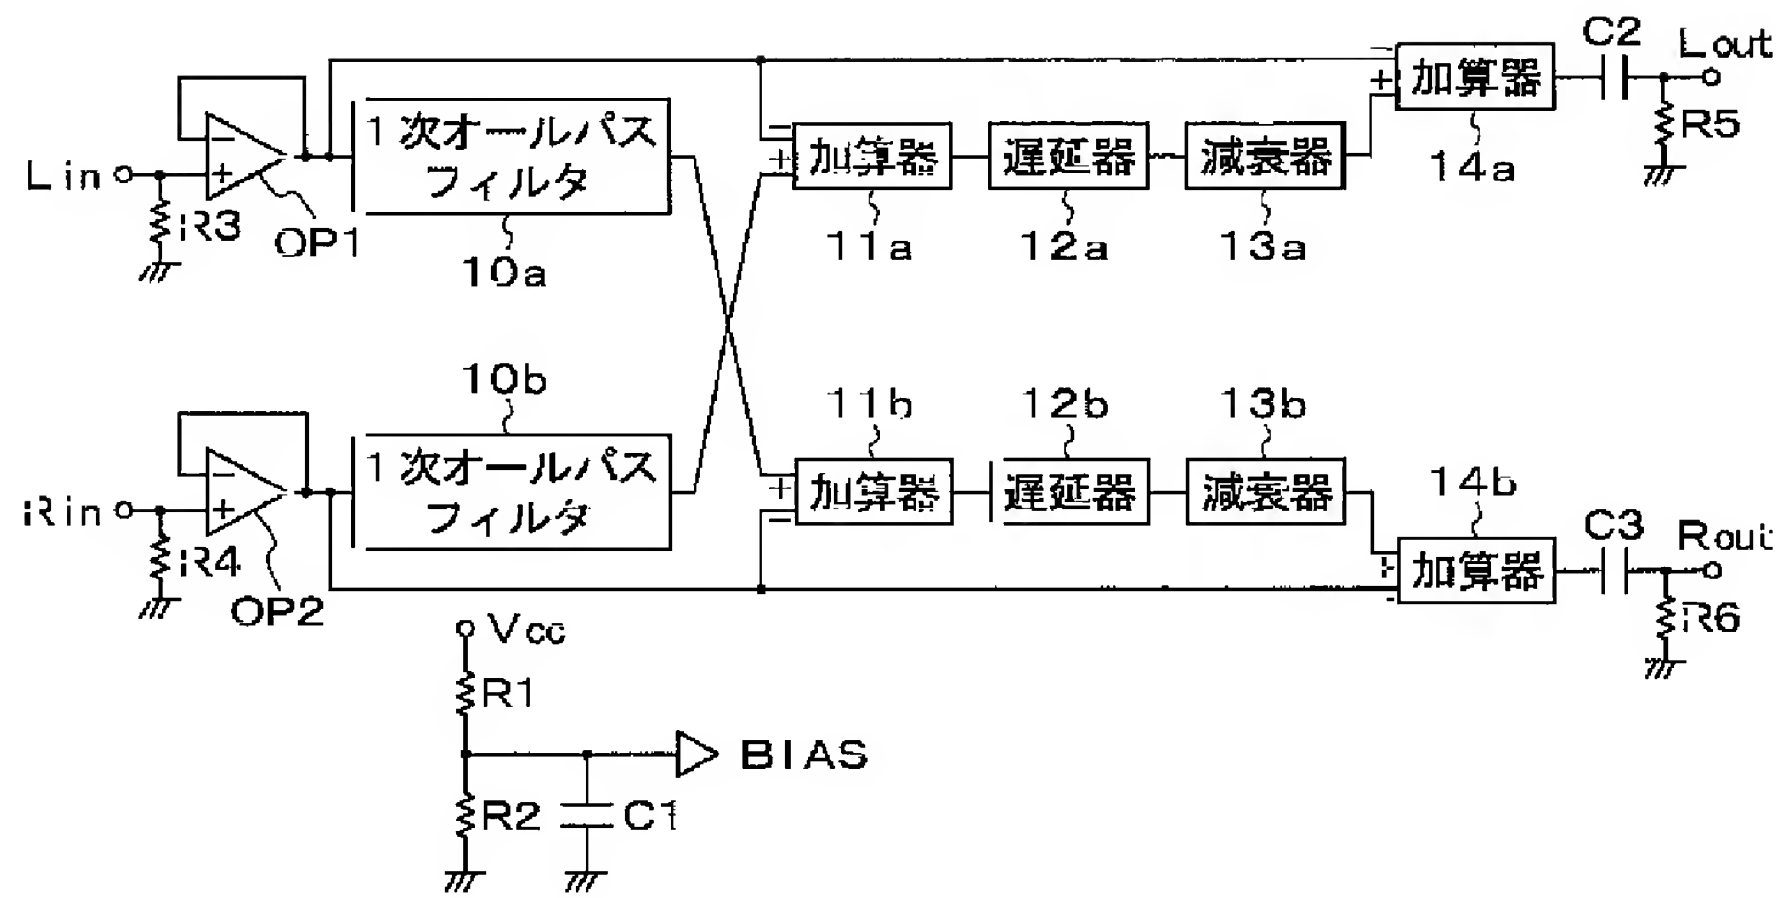 C2
Lout
加算器
R5
14a
1次オールパス
フィルタ
加算器
遅延器
減衰器
Lin
R3
OP1
10a
11a
12a
13a
10b
11b
12b
13b
14b
1次オールパス
フィルタ
加算器
遅延器
減衰器
C3
Rout
加算器
Rin
R4
OP2
R6
Vcc
R1
BIAS
R2
C1